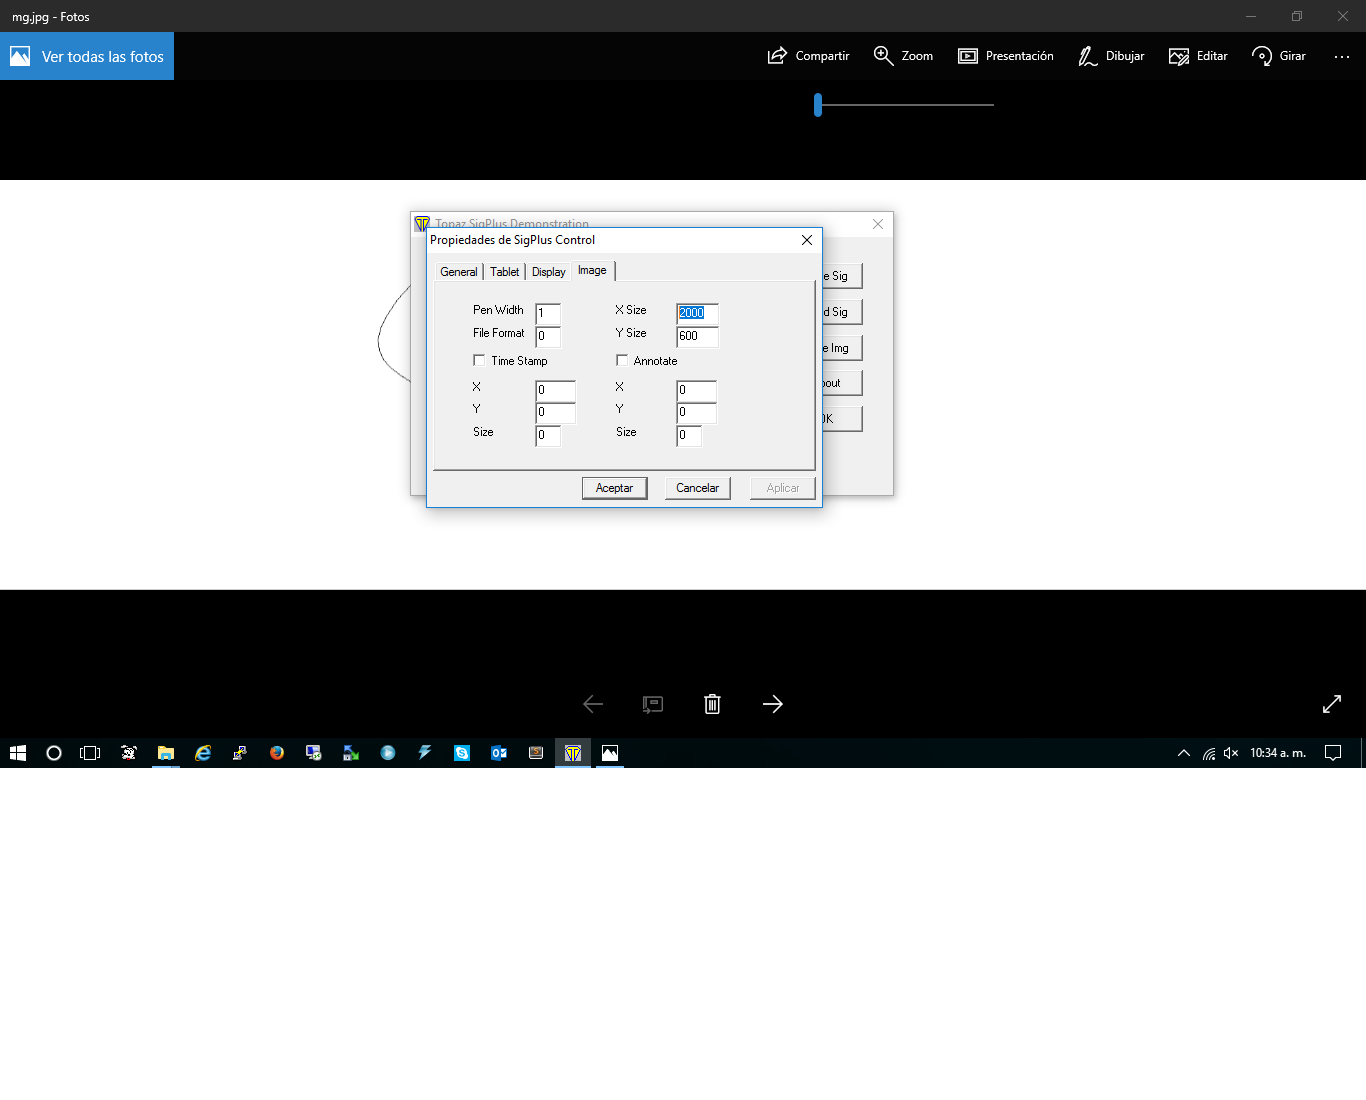 mg.jpg - Fotos
Ver todas las fotos
Compartir
Zoom
Presentación
Dibujar
Editar
Girar
Topaz SigPlus Demonstration
Propiedades de SigPlus Control
General
Tablet
Display
Image
Pen Width 1
X Size 2000
File Format 0
Y Size 600
Time Stamp
Annotate
X 0
X 0
Y 0
Y 0
Size 0
Size 0
e Sig
d Sig
e Img
bout
OK
Aceptar
Cancelar
Aplicar
10:34 a. m.